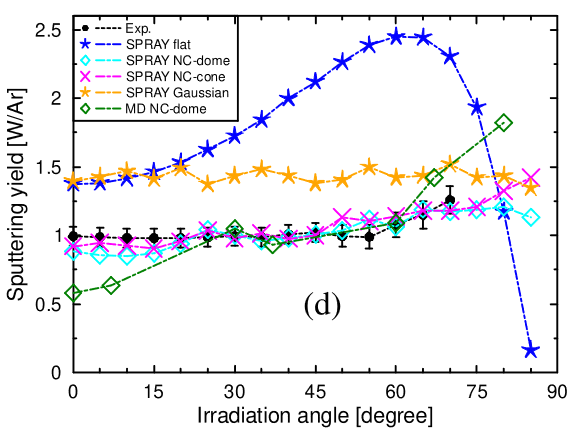 Exp.
SPRAY flat
SPRAY NC-dome
SPRAY NC-cone
SPRAY Gaussian
MD NC-dome
2.5
2
1.5
1
0.5
0
Sputtering yield [W/Ar]
(d)
0 10 15 30 45 60 75 90
Irradiation angle [degree]